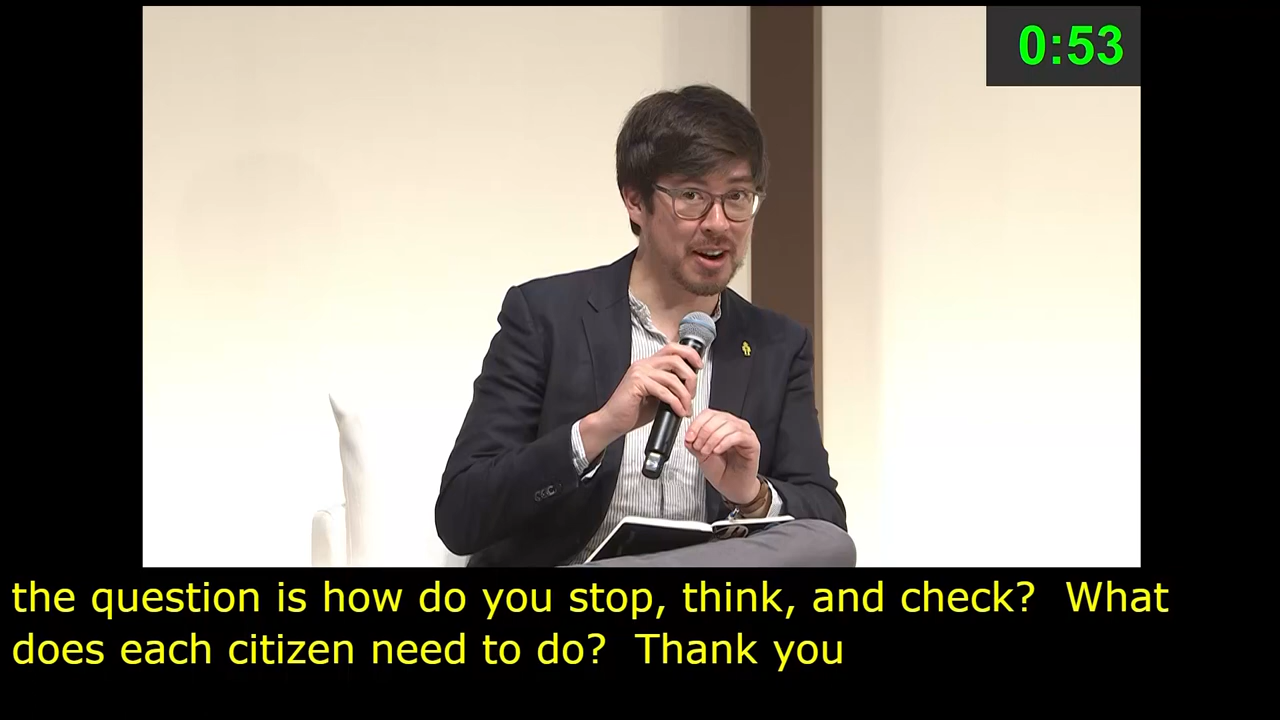 0:53
the question is how do you stop, think, and check?  What
does each citizen need to do?  Thank you